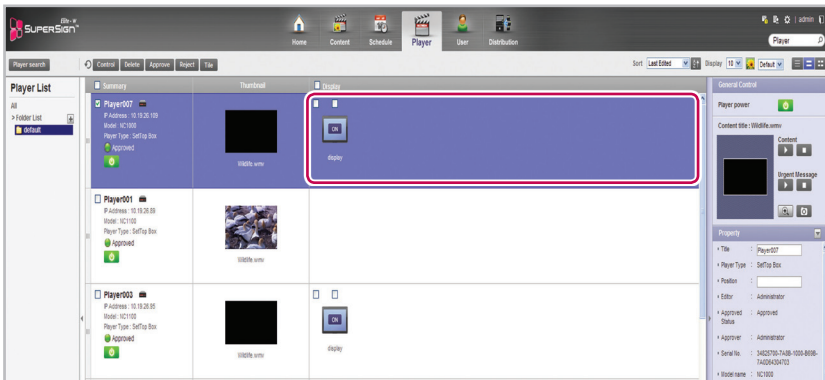 Elite-W
SUPERSIGN™
Home
Content
Schedule
Player
User
Distribution
admin
Player
Player search
Control
Delete
Approve
Reject
Tile
Sort
Last Edited
Display
10
Default
Player List
All
> Folder List
default
Summary
Thumbnail
Display
Player007
IP Address : 10.19.26.109
Model : NC1000
Player Type : SetTop Box
Approved
Wildlife.wmv
ON
display
Player001
IP Address : 10.19.26.89
Model : NC1100
Player Type : SetTop Box
Approved
Wildlife.wmv
Player003
IP Address : 10.19.26.95
Model : NC1100
Player Type : SetTop Box
Approved
Wildlife.wmv
ON
display
General Control
Player power
Content title : Wildlife.wmv
Content
Urgent Message
Property
Title : Player007
Player Type : SetTop Box
Position :
Editor : Administrator
Approved Status : Approved
Approver : Administrator
Serial No. :
Model name : NC1000